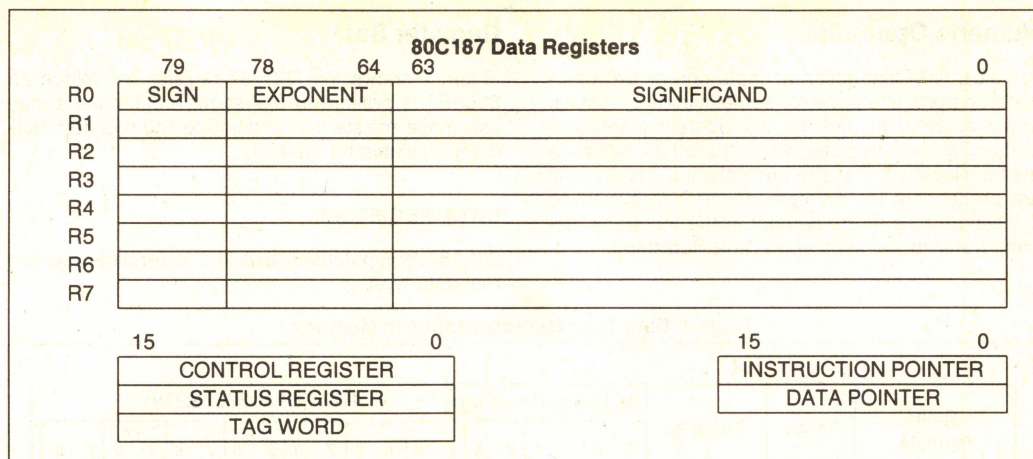 80C187 Data Registers
79 78 64 63 0
R0 SIGN EXPONENT SIGNIFICAND
R1
R2
R3
R4
R5
R6
R7
15 0 15 0
CONTROL REGISTER INSTRUCTION POINTER
STATUS REGISTER DATA POINTER
TAG WORD